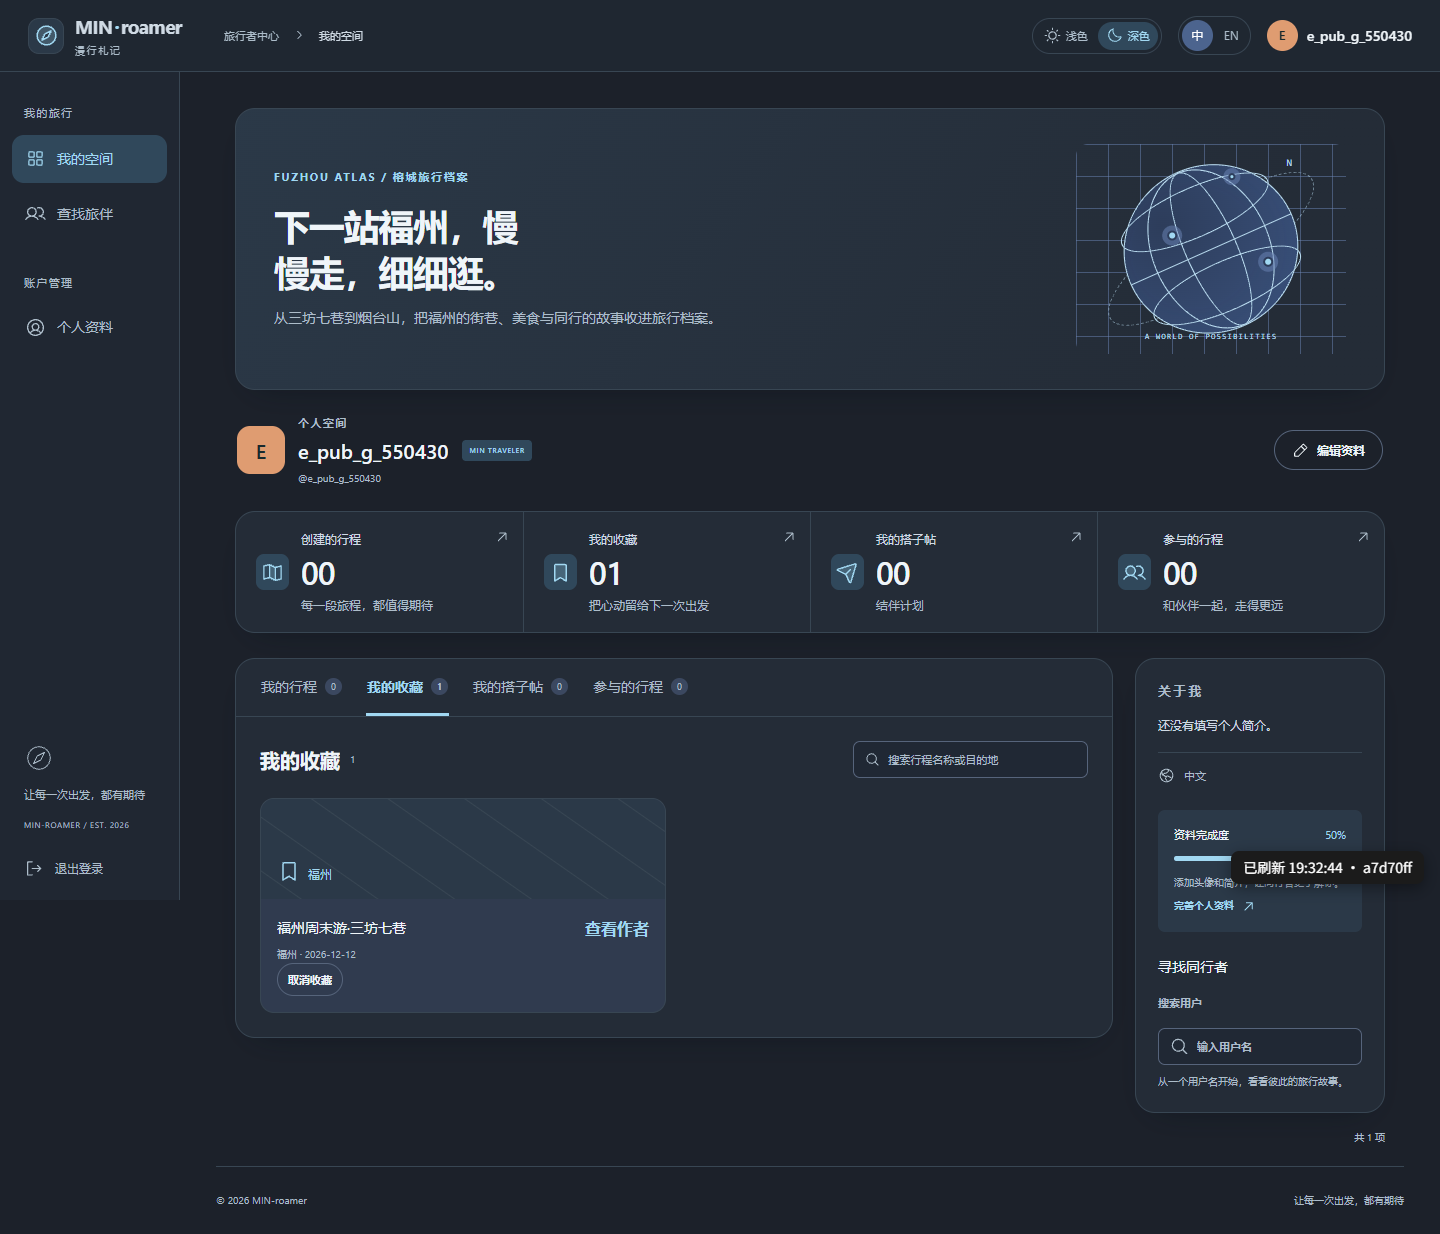 MIN·roamer
漫行札记
旅行者中心
我的空间
浅色
深色
中
EN
E
e_pub_g_550430
我的旅行
我的空间
查找旅伴
账户管理
个人资料
让每一次出发，都有期待
MIN-ROAMER / EST. 2026
退出登录
FUZHOU ATLAS / 榕城旅行档案
下一站福州，慢
慢走，细细逛。
从三坊七巷到烟台山，把福州的街巷、美食与同行的故事收进旅行档案。
N
A WORLD OF POSSIBILITIES
E
个人空间
e_pub_g_550430
MIN TRAVELER
@e_pub_g_550430
编辑资料
创建的行程
00
每一段旅程，都值得期待
我的收藏
01
把心动留给下一次出发
我的搭子帖
00
结伴计划
参与的行程
00
和伙伴一起，走得更远
我的行程 0
我的收藏 1
我的搭子帖 0
参与的行程 0
我的收藏 1
搜索行程名称或目的地
福州
福州周末游·三坊七巷
查看作者
福州 · 2026-12-12
取消收藏
关于我
还没有填写个人简介。
中文
资料完成度
50%
已刷新 19:32:44 · a7d70ff
添加头像和简
完善个人资料
寻找同行者
搜索用户
输入用户名
从一个用户名开始，看看彼此的旅行故事。
共 1 项
© 2026 MIN-roamer
让每一次出发，都有期待